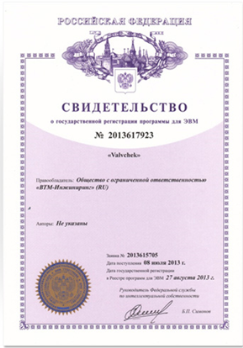 РОССИЙСКАЯ ФЕДЕРАЦИЯ
СВИДЕТЕЛЬСТВО
о государственной регистрации программы для ЭВМ
№ 2013617923
«Valvchek»
Правообладатель: Общество с ограниченной ответственностью
«ВТМ-Инжиниринг» (RU)
Авторы: Не указаны
Заявка № 2013615705
Дата поступления 08 июля 2013 г.
Дата государственной регистрации
в Реестре программ для ЭВМ 27 августа 2013 г.
Руководитель Федеральной службы
по интеллектуальной собственности
Б.П. Симонов